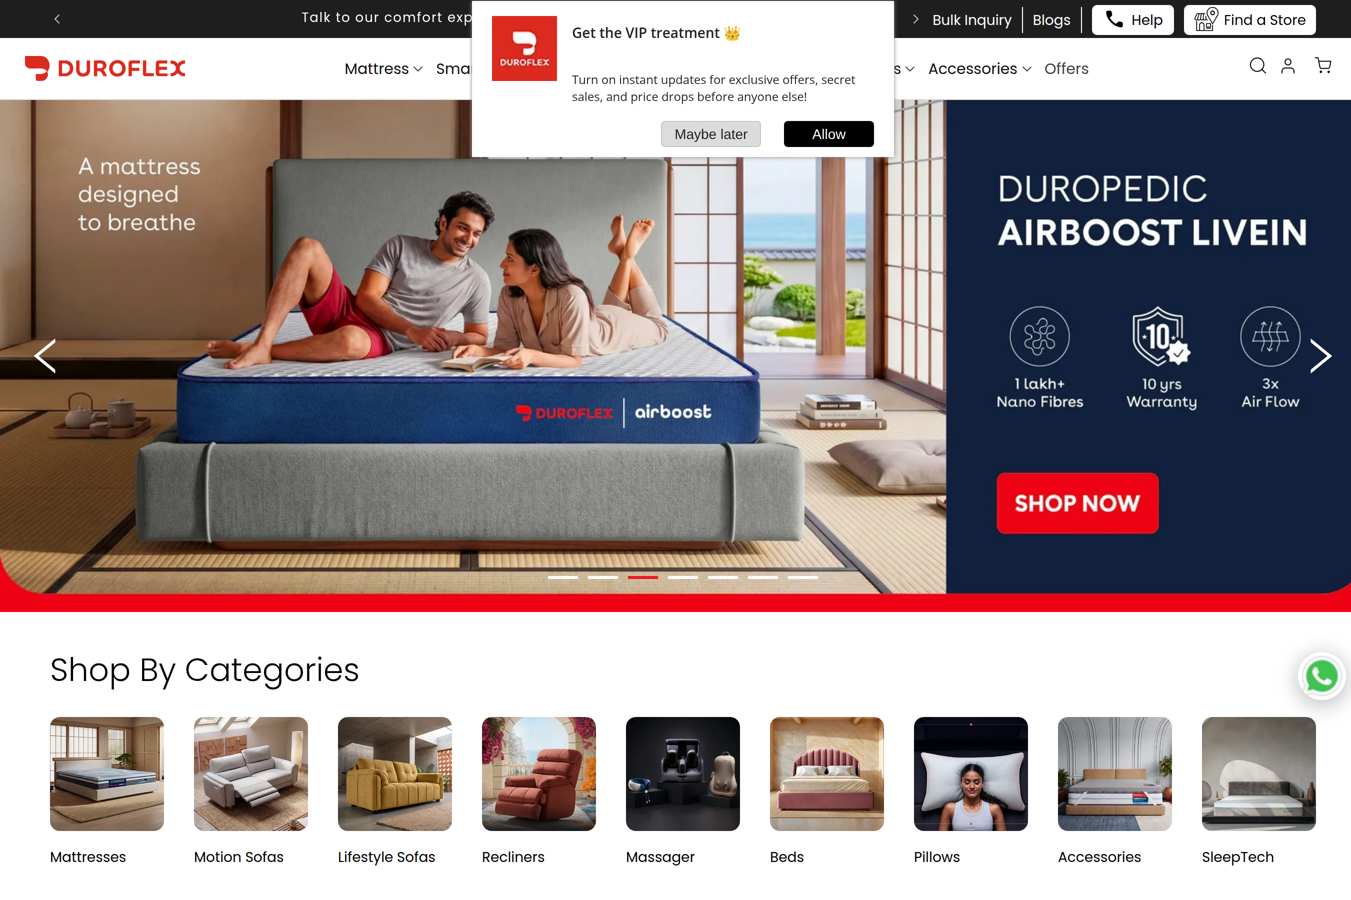 Talk to our comfort exp
Bulk Inquiry
Blogs
Help
Find a Store
DUROFLEX
Get the VIP treatment 👑
Turn on instant updates for exclusive offers, secret
sales, and price drops before anyone else!
Maybe later
Allow
DUROFLEX
Mattress
Smar
s
Accessories
Offers
A mattress
designed
to breathe
DUROFLEX airboost
DUROPEDIC
AIRBOOST LIVEIN
1 lakh+
Nano Fibres
10
10 yrs
Warranty
3x
Air Flow
SHOP NOW
Shop By Categories
Mattresses
Motion Sofas
Lifestyle Sofas
Recliners
Massager
Beds
Pillows
Accessories
SleepTech